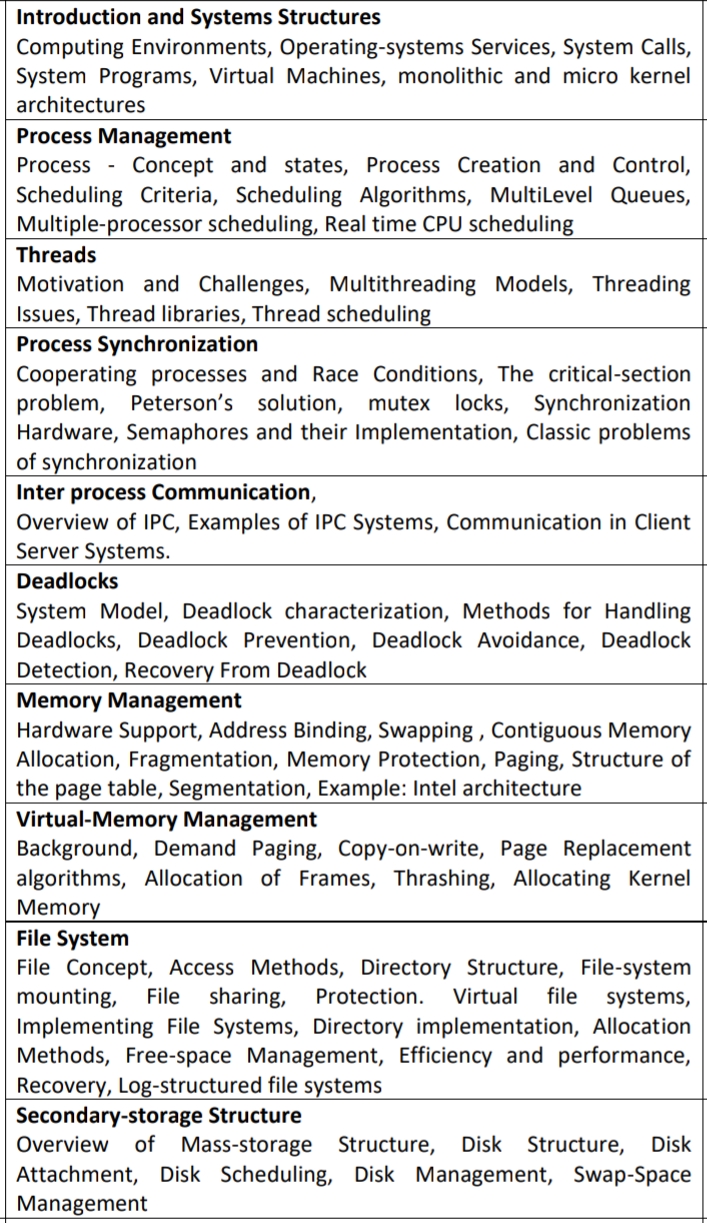 Introduction and Systems Structures
Computing Environments, Operating-systems Services, System Calls,
System Programs, Virtual Machines, monolithic and micro kernel
architectures
Process Management
Process - Concept and states, Process Creation and Control,
Scheduling Criteria, Scheduling Algorithms, MultiLevel Queues,
Multiple-processor scheduling, Real time CPU scheduling
Threads
Motivation and Challenges, Multithreading Models, Threading
Issues, Thread libraries, Thread scheduling
Process Synchronization
Cooperating processes and Race Conditions, The critical-section
problem, Peterson’s solution, mutex locks, Synchronization
Hardware, Semaphores and their Implementation, Classic problems
of synchronization
Inter process Communication,
Overview of IPC, Examples of IPC Systems, Communication in Client
Server Systems.
Deadlocks
System Model, Deadlock characterization, Methods for Handling
Deadlocks, Deadlock Prevention, Deadlock Avoidance, Deadlock
Detection, Recovery From Deadlock
Memory Management
Hardware Support, Address Binding, Swapping , Contiguous Memory
Allocation, Fragmentation, Memory Protection, Paging, Structure of
the page table, Segmentation, Example: Intel architecture
Virtual-Memory Management
Background, Demand Paging, Copy-on-write, Page Replacement
algorithms, Allocation of Frames, Thrashing, Allocating Kernel
Memory
File System
File Concept, Access Methods, Directory Structure, File-system
mounting, File sharing, Protection. Virtual file systems,
Implementing File Systems, Directory implementation, Allocation
Methods, Free-space Management, Efficiency and performance,
Recovery, Log-structured file systems
Secondary-storage Structure
Overview of Mass-storage Structure, Disk Structure, Disk
Attachment, Disk Scheduling, Disk Management, Swap-Space
Management